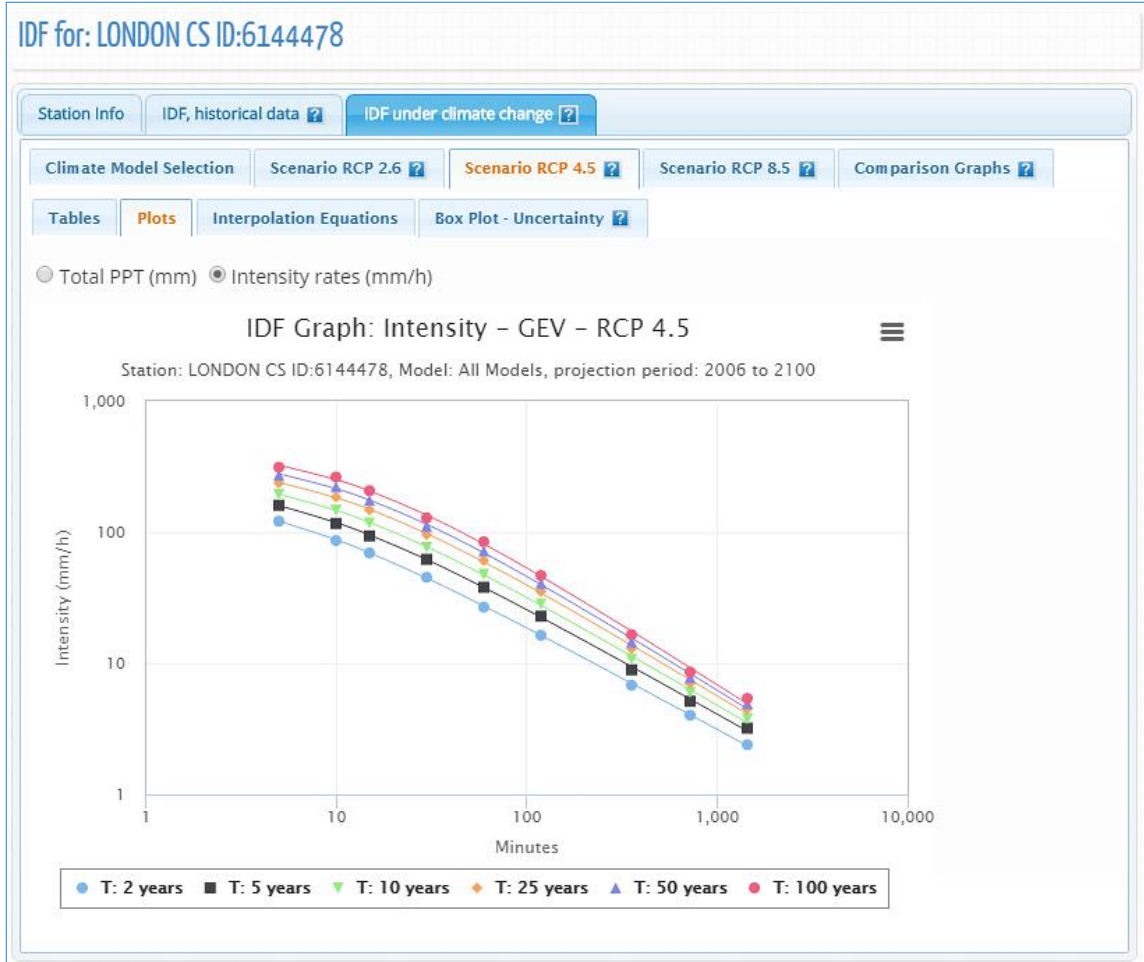 IDF for: LONDON CS ID:6144478
Station Info IDF, historical data ? IDF under climate change ?
Climate Model Selection Scenario RCP 2.6 ? Scenario RCP 4.5 ? Scenario RCP 8.5 ? Comparison Graphs ?
Tables Plots Interpolation Equations Box Plot - Uncertainty ?
Total PPT (mm) Intensity rates (mm/h)
IDF Graph: Intensity – GEV – RCP 4.5
Station: LONDON CS ID:6144478, Model: All Models, projection period: 2006 to 2100
1,000
100
10
1
Intensity (mm/h)
1 10 100 1,000 10,000
Minutes
T: 2 years T: 5 years T: 10 years T: 25 years T: 50 years T: 100 years